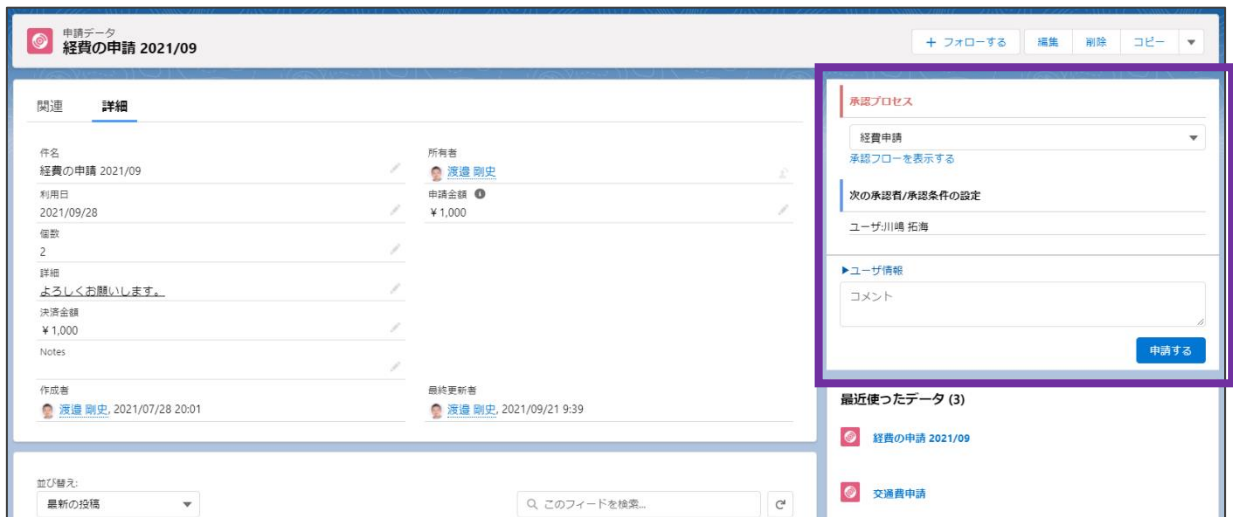 申請データ
経費の申請 2021/09
＋ フォローする 編集 削除 コピー
関連 詳細
件名
経費の申請 2021/09
所有者
渡邉 剛史
利用日
2021/09/28
申請金額
¥ 1,000
個数
2
詳細
よろしくお願いします。
決済金額
¥ 1,000
Notes
作成者
渡邉 剛史, 2021/07/28 20:01
最終更新者
渡邉 剛史, 2021/09/21 9:39
並び替え:
最新の投稿
このフィードを検索...
承認プロセス
経費申請
承認フローを表示する
次の承認者/承認条件の設定
ユーザ:川嶋 拓海
▶ユーザ情報
コメント
申請する
最近使ったデータ (3)
経費の申請 2021/09
交通費申請